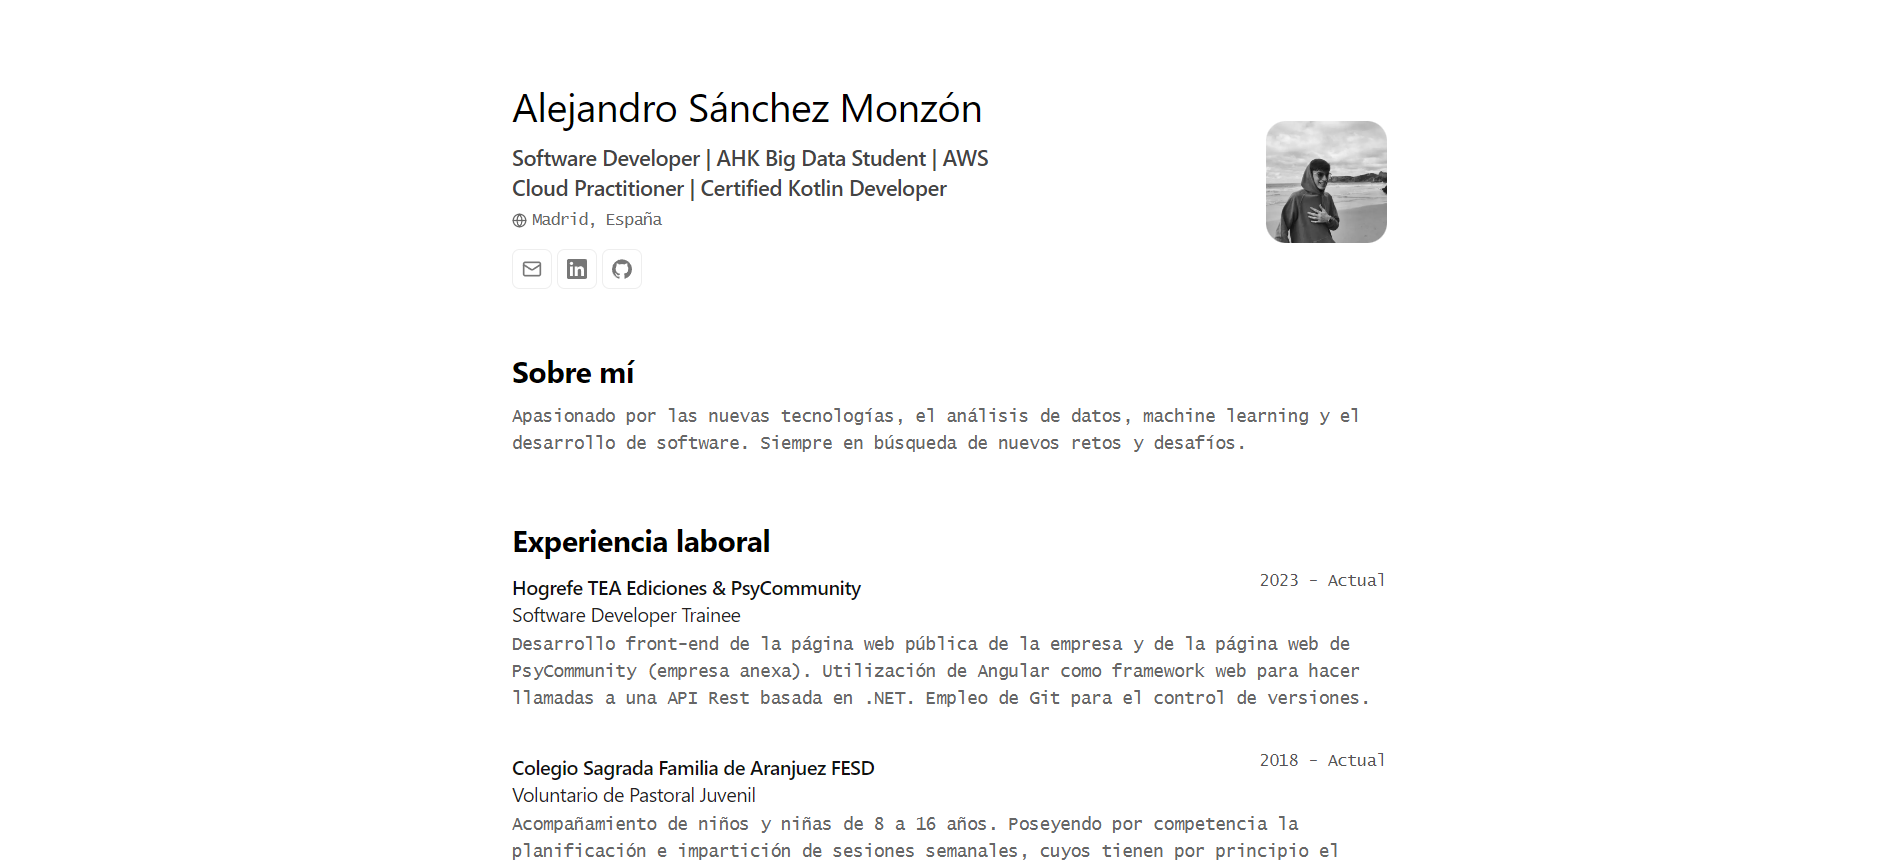 Alejandro Sánchez Monzón
Software Developer | AHK Big Data Student | AWS
Cloud Practitioner | Certified Kotlin Developer
Madrid, España
in
Sobre mí
Apasionado por las nuevas tecnologías, el análisis de datos, machine learning y el
desarrollo de software. Siempre en búsqueda de nuevos retos y desafíos.
Experiencia laboral
Hogrefe TEA Ediciones & PsyCommunity
2023 - Actual
Software Developer Trainee
Desarrollo front-end de la página web pública de la empresa y de la página web de
PsyCommunity (empresa anexa). Utilización de Angular como framework web para hacer
llamadas a una API Rest basada en .NET. Empleo de Git para el control de versiones.
Colegio Sagrada Familia de Aranjuez FESD
2018 - Actual
Voluntario de Pastoral Juvenil
Acompañamiento de niños y niñas de 8 a 16 años. Poseyendo por competencia la
planificación e impartición de sesiones semanales, cuyos tienen por principio el